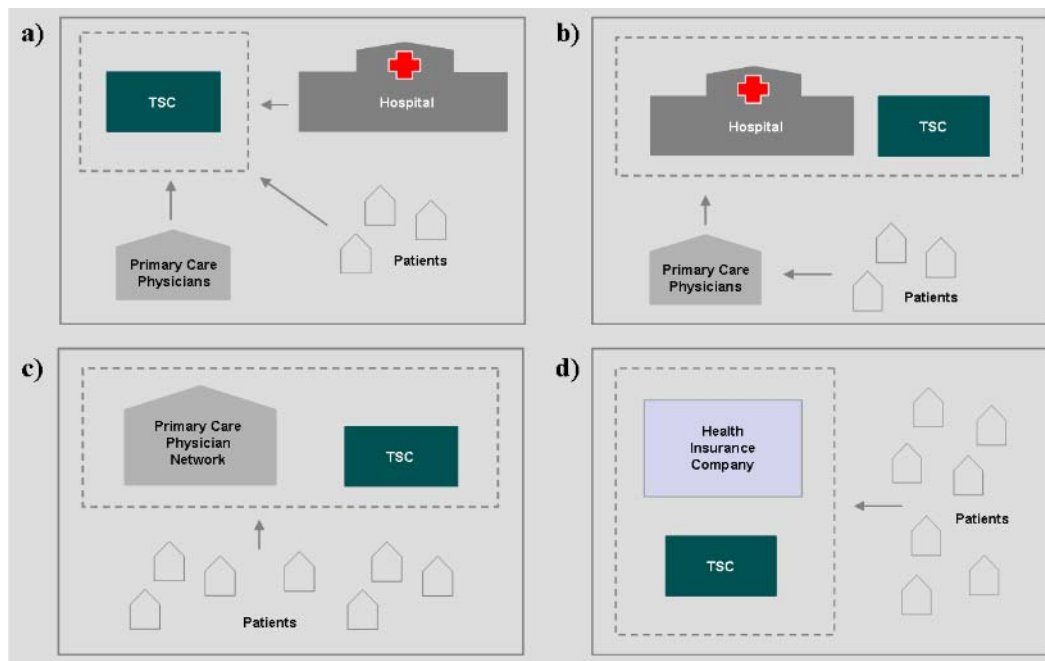 a)
TSC
Hospital
Primary Care
Physicians
Patients
b)
Hospital
TSC
Primary Care
Physicians
Patients
c)
Primary Care
Physician
Network
TSC
Patients
d)
Health
Insurance
Company
Patients
TSC